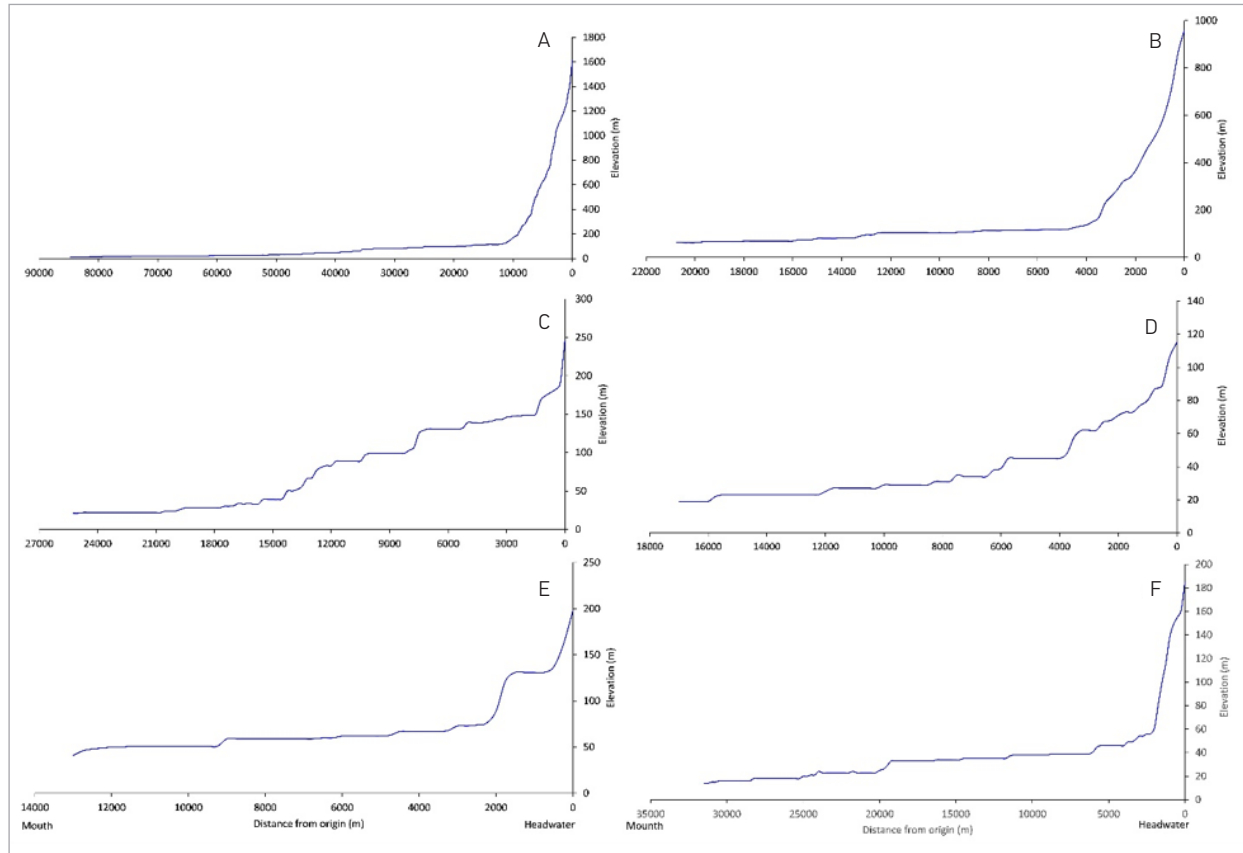 A
1800
1600
1400
1200
1000
800
600
400
200
0
Elevation (m)
90000 80000 70000 60000 50000 40000 30000 20000 10000 0
B
1000
800
600
400
200
0
Elevation (m)
22000 20000 18000 16000 14000 12000 10000 8000 6000 4000 2000 0
C
300
250
200
150
100
50
0
Elevation (m)
27000 24000 21000 18000 15000 12000 9000 6000 3000 0
D
140
120
100
80
60
40
20
0
Elevation (m)
18000 16000 14000 12000 10000 8000 6000 4000 2000 0
E
250
200
150
100
50
0
Elevation (m)
14000 12000 10000 8000 6000 4000 2000 0
Mouth Distance from origin (m) Headwater
F
200
180
160
140
120
100
80
60
40
20
0
Elevation (m)
35000 30000 25000 20000 15000 10000 5000 0
Mounth Distance from origin (m) Headwater